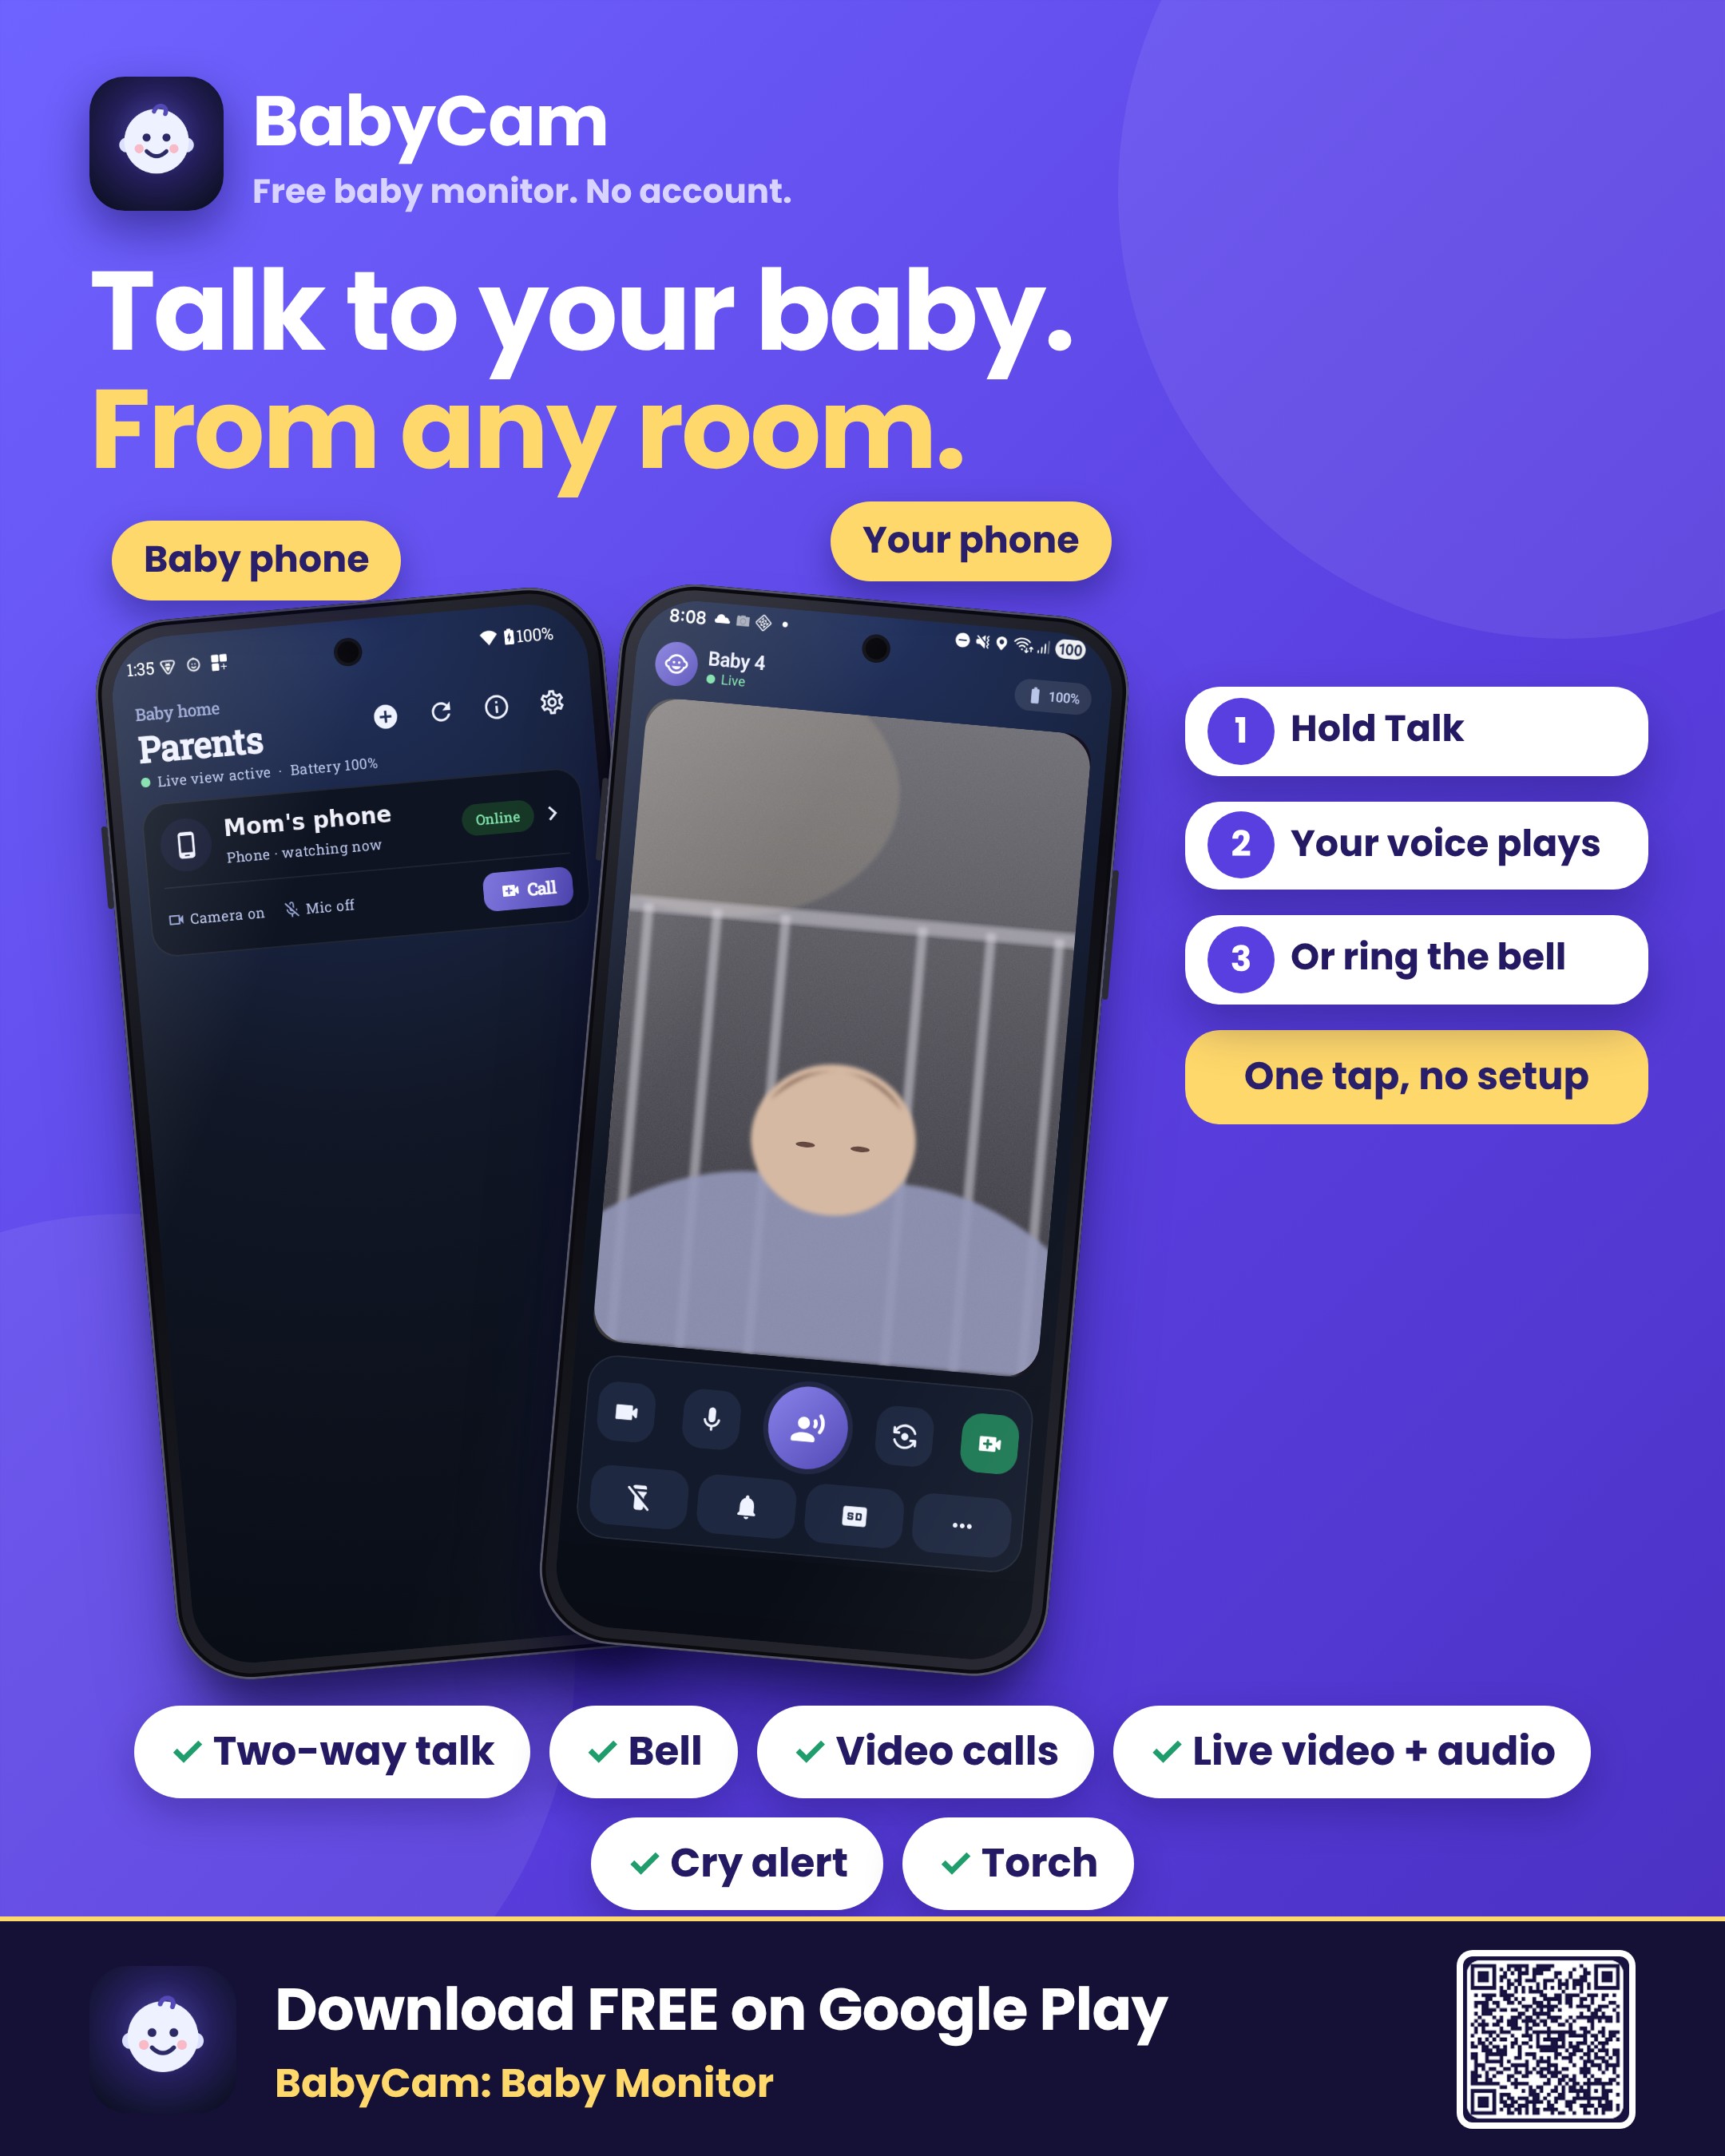 BabyCam
Free baby monitor. No account.
Talk to your baby.
From any room.
Baby phone
Your phone
1:35
100%
Baby home
Parents
Live view active · Battery 100%
Mom's phone
Phone · watching now
Online
Camera on
Mic off
Call
8:08
100
Baby 4
Live
100%
SD
1 Hold Talk
2 Your voice plays
3 Or ring the bell
One tap, no setup
Two-way talk
Bell
Video calls
Live video + audio
Cry alert
Torch
Download FREE on Google Play
BabyCam: Baby Monitor